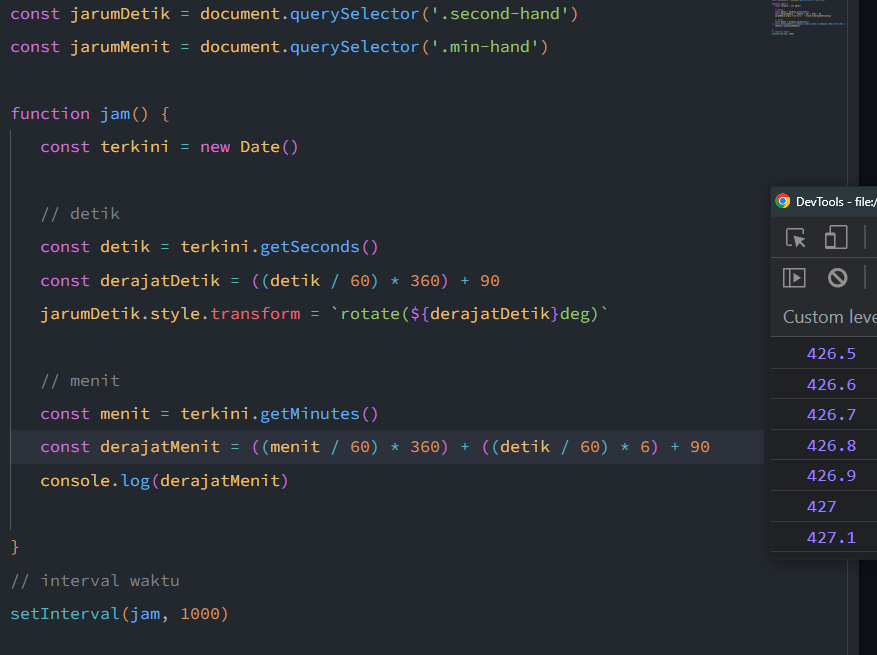 const jarumDetik = document.querySelector('.second-hand')
const jarumMenit = document.querySelector('.min-hand')
function jam() {
const terkini = new Date()
// detik
const detik = terkini.getSeconds()
const derajatDetik = ((detik / 60) * 360) + 90
jarumDetik.style.transform = `rotate(${derajatDetik}deg)`
// menit
const menit = terkini.getMinutes()
const derajatMenit = ((menit / 60) * 360) + ((detik / 60) * 6) + 90
console.log(derajatMenit)
}
// interval waktu
setInterval(jam, 1000)
DevTools - file:/
Custom leve
426.5
426.6
426.7
426.8
426.9
427
427.1